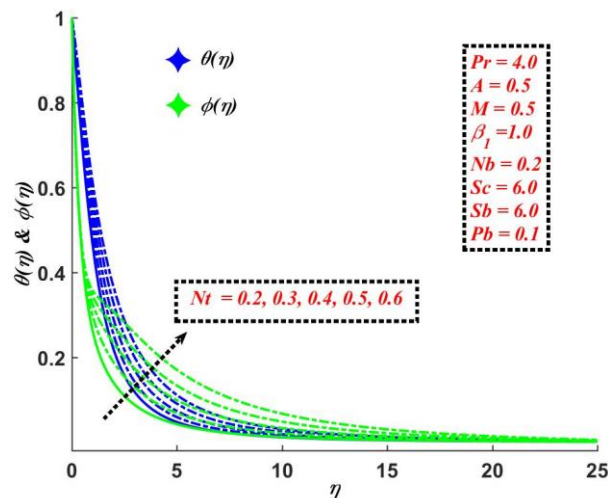 1
0.8
0.6
0.4
0.2
θ(η) & ϕ(η)
θ(η)
ϕ(η)
Pr = 4.0
A = 0.5
M = 0.5
β₁=1.0
Nb = 0.2
Sc = 6.0
Sb = 6.0
Pb = 0.1
Nt = 0.2, 0.3, 0.4, 0.5, 0.6
0 5 10 15 20 25
η